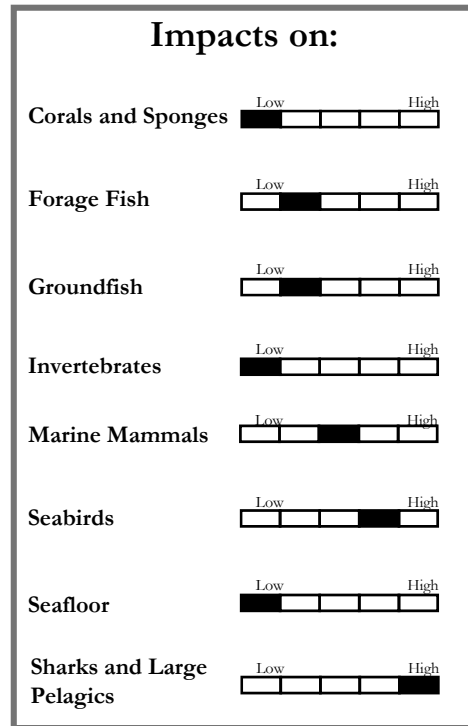 Impacts on:
Low High
Corals and Sponges
Low High
Forage Fish
Low High
Groundfish
Low High
Invertebrates
Low High
Marine Mammals
Low High
Seabirds
Low High
Seafloor
Low High
Sharks and Large
Pelagics